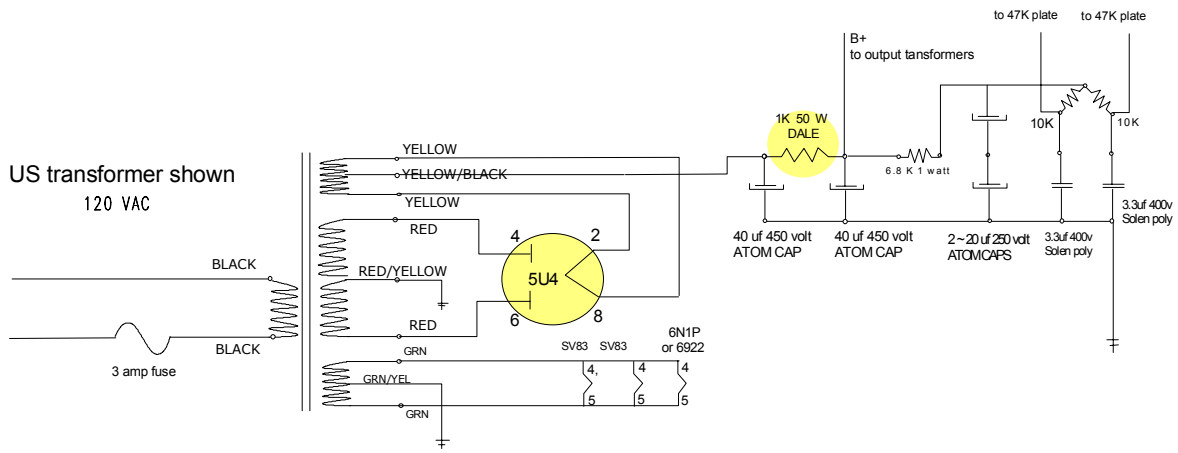 to 47K plate
to 47K plate
B+
to output tansformers
1K 50 W
DALE
10K
10K
6.8 K 1 watt
YELLOW
YELLOW/BLACK
YELLOW
US transformer shown
120 VAC
RED
4
2
40 uf 450 volt
ATOM CAP
40 uf 450 volt
ATOM CAP
2~20 uf 250 volt
ATOM CAPS
3.3uf 400v
Solen poly
3.3uf 400v
Solen poly
BLACK
RED/YELLOW
5U4
RED
6
8
BLACK
3 amp fuse
GRN
SV83
SV83
6N1P
or 6922
GRN/YEL
4,
4
4
5
5
5
GRN